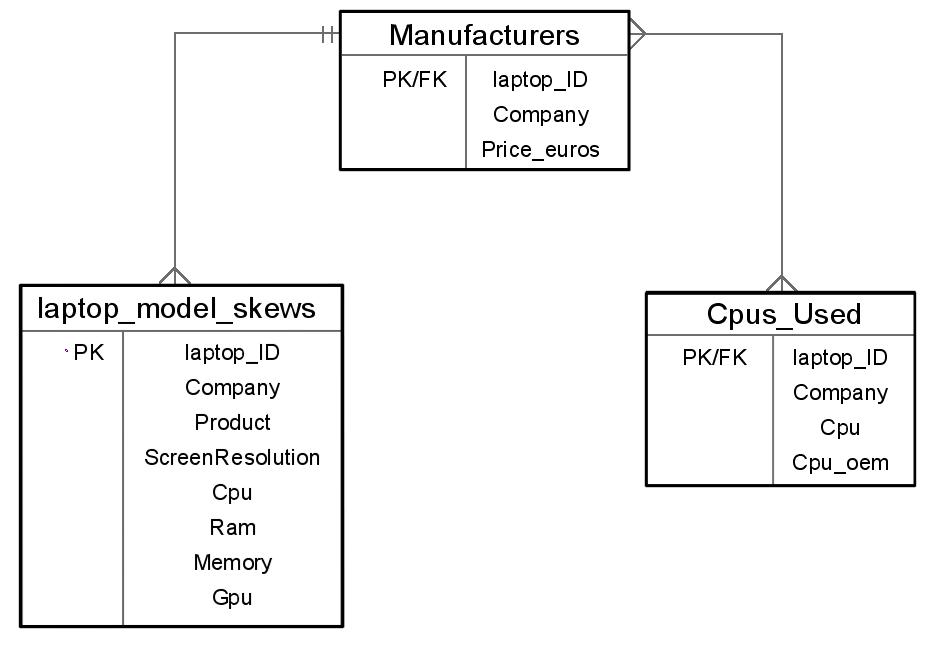 Manufacturers
PK/FK laptop_ID
Company
Price_euros
laptop_model_skews
PK laptop_ID
Company
Product
ScreenResolution
Cpu
Ram
Memory
Gpu
Cpus_Used
PK/FK laptop_ID
Company
Cpu
Cpu_oem